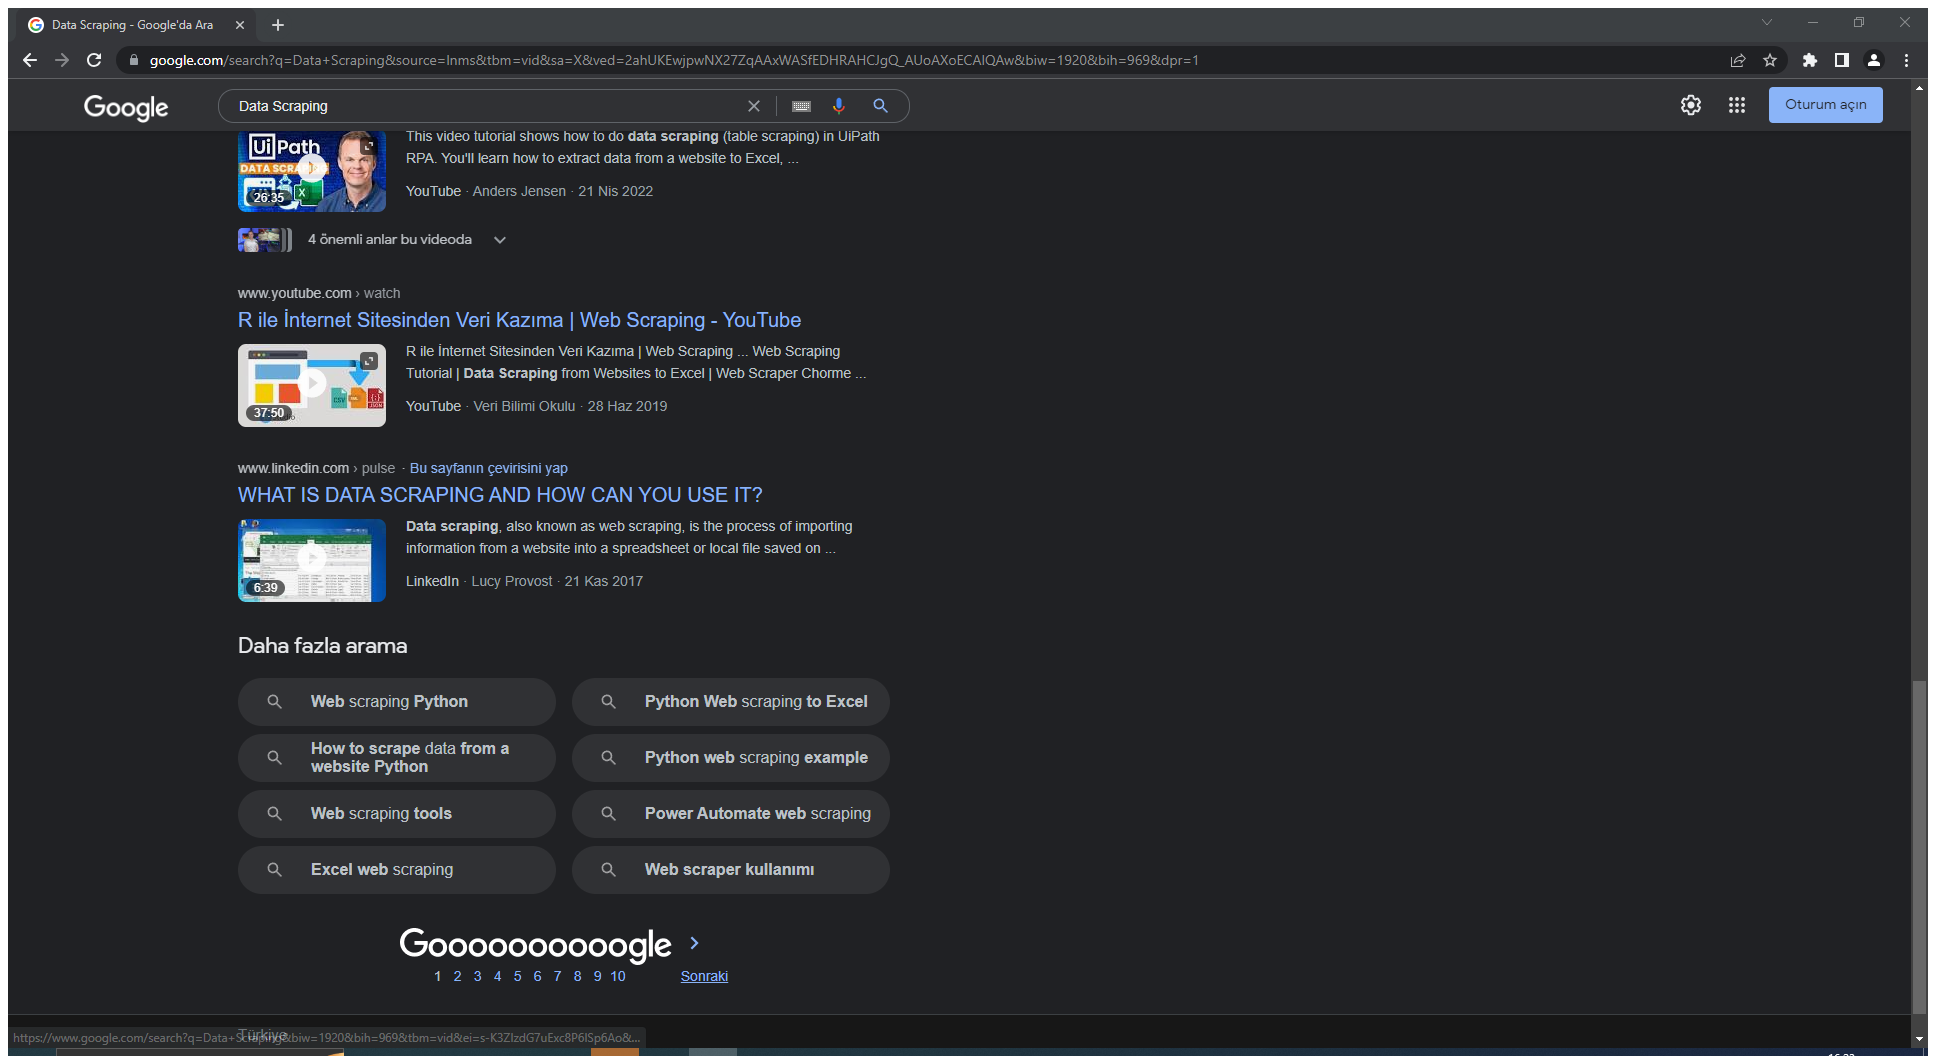 Data Scraping - Google'da Ara
google.com/search?q=Data+Scraping&source=lnms&tbm=vid&sa=X&ved=2ahUKEwjpwNX27ZqAAxWASfEDHRAHCJgQ_AUoAXoECAIQAw&biw=1920&bih=969&dpr=1
Google
Data Scraping
Oturum açın
UiPath
DATA SCRAPING
26:35
This video tutorial shows how to do data scraping (table scraping) in UiPath
RPA. You'll learn how to extract data from a website to Excel, ...
YouTube · Anders Jensen · 21 Nis 2022
4 önemli anlar bu videoda
www.youtube.com › watch
R ile İnternet Sitesinden Veri Kazıma | Web Scraping - YouTube
CSV
JSON
37:50
R ile İnternet Sitesinden Veri Kazıma | Web Scraping ... Web Scraping
Tutorial | Data Scraping from Websites to Excel | Web Scraper Chorme ...
YouTube · Veri Bilimi Okulu · 28 Haz 2019
www.linkedin.com › pulse · Bu sayfanın çevirisini yap
WHAT IS DATA SCRAPING AND HOW CAN YOU USE IT?
6:39
Data scraping, also known as web scraping, is the process of importing
information from a website into a spreadsheet or local file saved on ...
LinkedIn · Lucy Provost · 21 Kas 2017
Daha fazla arama
Web scraping Python
Python Web scraping to Excel
How to scrape data from a
website Python
Python web scraping example
Web scraping tools
Power Automate web scraping
Excel web scraping
Web scraper kullanımı
Goooooooooogle
1 2 3 4 5 6 7 8 9 10 Sonraki
Türkiye
https://www.google.com/search?q=Data+Scraping&biw=1920&bih=969&tbm=vid&ei=s-K3ZIzdG7uExc8P6ISp6Ao&...